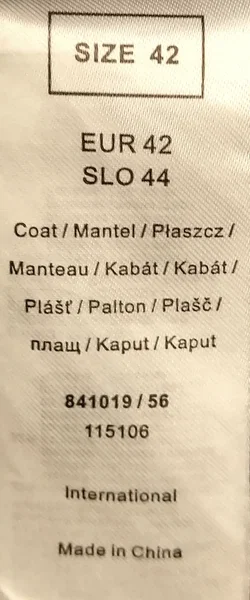 SIZE 42
EUR 42
SLO 44
Coat / Mantel / Płaszcz /
Manteau / Kabát / Kabát /
Plášť / Palton / Plašč /
плащ / Kaput / Kaput
841019 / 56
115106
International
Made in China